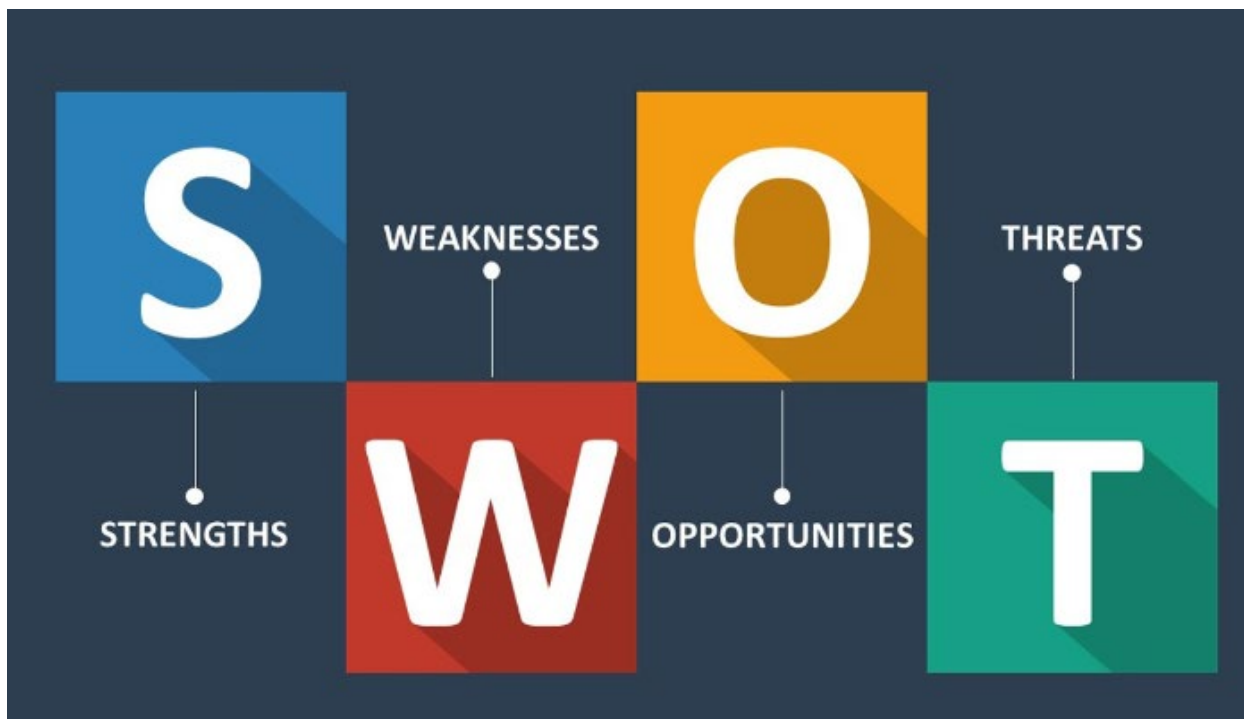 S
STRENGTHS
WEAKNESSES
W
O
OPPORTUNITIES
THREATS
T